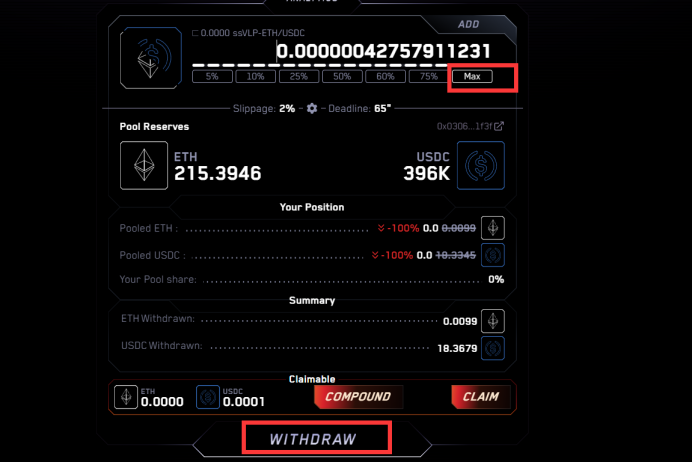 ADD
0.0000 ssVLP-ETH/USDC
0.00000042757911231
5% 10% 25% 50% 60% 75% Max
Slippage: 2% - - Deadline: 65"
Pool Reserves 0x0306...1f3f
ETH USDC
215.3946 396K
Your Position
Pooled ETH : -100% 0.0 0.0099
Pooled USDC : -100% 0.0 18.3345
Your Pool share: 0%
Summary
ETH Withdrawn: 0.0099
USDC Withdrawn: 18.3679
Claimable
ETH USDC
0.0000 0.0001 COMPOUND CLAIM
WITHDRAW